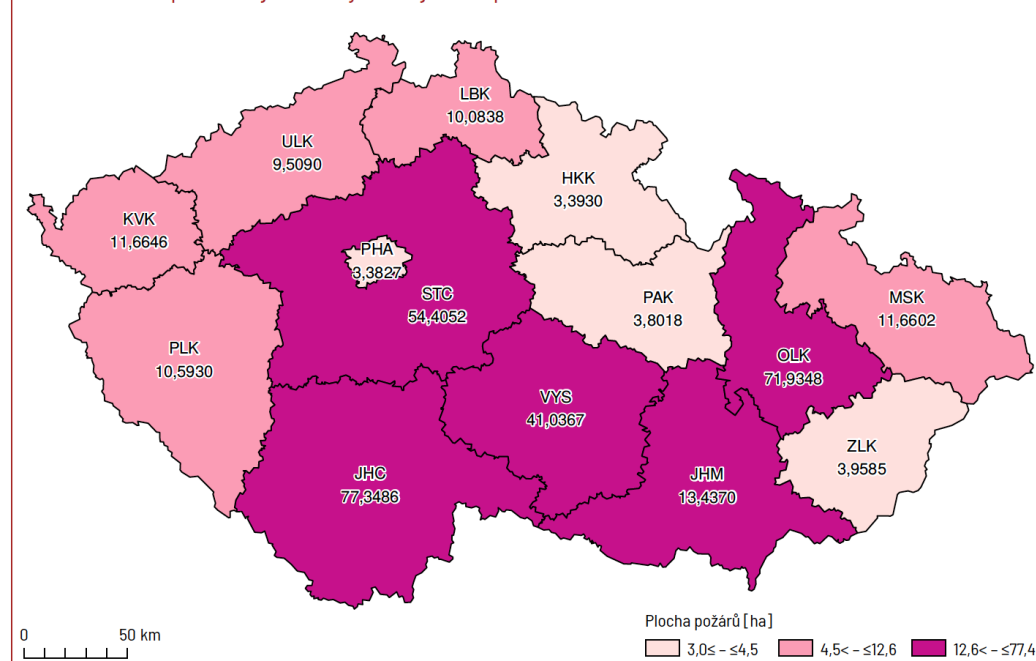 LBK
10,0838
ULK
9,5090
HKK
3,3930
KVK
11,6646
PHA
3,3827
STC
54,4052
PAK
3,8018
MSK
11,6602
PLK
10,5930
OLK
71,9348
VYS
41,0367
ZLK
3,9585
JHC
77,3486
JHM
13,4370
Plocha požárů [ha]
0 50 km
3,0≤ – ≤4,5 4,5< – ≤12,6 12,6< – ≤77,4